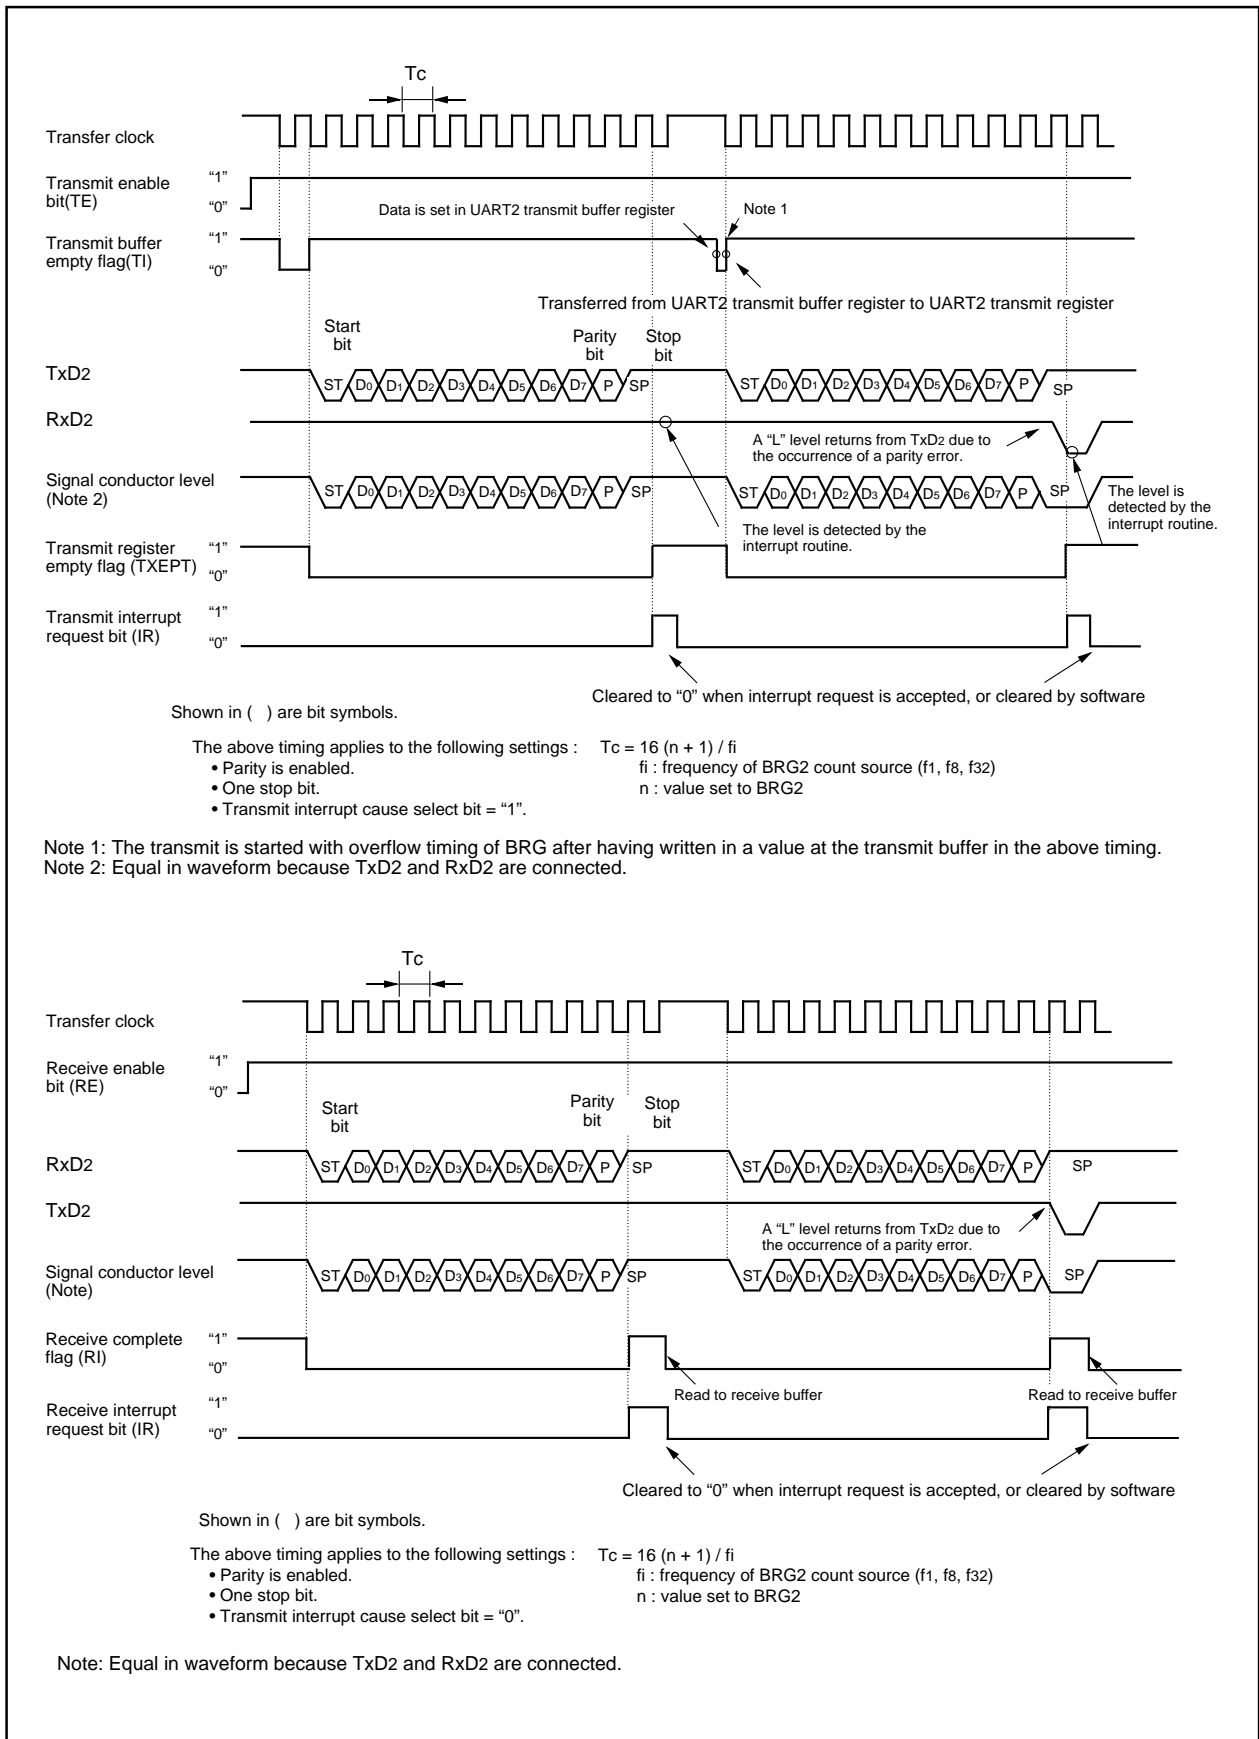 Tc
Transfer clock
Transmit enable
bit(TE)
“1”
“0”
Data is set in UART2 transmit buffer register
Note 1
Transmit buffer
empty flag(TI)
“1”
“0”
Transferred from UART2 transmit buffer register to UART2 transmit register
Start
bit
Parity
bit
Stop
bit
TxD2
ST D0 D1 D2 D3 D4 D5 D6 D7 P SP
ST D0 D1 D2 D3 D4 D5 D6 D7 P SP
RxD2
A “L” level returns from TxD2 due to
the occurrence of a parity error.
Signal conductor level
(Note 2)
ST D0 D1 D2 D3 D4 D5 D6 D7 P SP
ST D0 D1 D2 D3 D4 D5 D6 D7 P SP
The level is
detected by the
interrupt routine.
The level is detected by the
interrupt routine.
Transmit register
empty flag (TXEPT)
“1”
“0”
Transmit interrupt
request bit (IR)
“1”
“0”
Cleared to “0” when interrupt request is accepted, or cleared by software
Shown in ( ) are bit symbols.
The above timing applies to the following settings :
• Parity is enabled.
• One stop bit.
• Transmit interrupt cause select bit = “1”.
Tc = 16 (n + 1) / fi
fi : frequency of BRG2 count source (f1, f8, f32)
n : value set to BRG2
Note 1: The transmit is started with overflow timing of BRG after having written in a value at the transmit buffer in the above timing.
Note 2: Equal in waveform because TxD2 and RxD2 are connected.
Tc
Transfer clock
Receive enable
bit (RE)
“1”
“0”
Start
bit
Parity
bit
Stop
bit
RxD2
ST D0 D1 D2 D3 D4 D5 D6 D7 P SP
ST D0 D1 D2 D3 D4 D5 D6 D7 P SP
TxD2
A “L” level returns from TxD2 due to
the occurrence of a parity error.
Signal conductor level
(Note)
ST D0 D1 D2 D3 D4 D5 D6 D7 P SP
ST D0 D1 D2 D3 D4 D5 D6 D7 P SP
Receive complete
flag (RI)
“1”
“0”
Read to receive buffer
Read to receive buffer
Receive interrupt
request bit (IR)
“1”
“0”
Cleared to “0” when interrupt request is accepted, or cleared by software
Shown in ( ) are bit symbols.
The above timing applies to the following settings :
• Parity is enabled.
• One stop bit.
• Transmit interrupt cause select bit = “0”.
Tc = 16 (n + 1) / fi
fi : frequency of BRG2 count source (f1, f8, f32)
n : value set to BRG2
Note: Equal in waveform because TxD2 and RxD2 are connected.